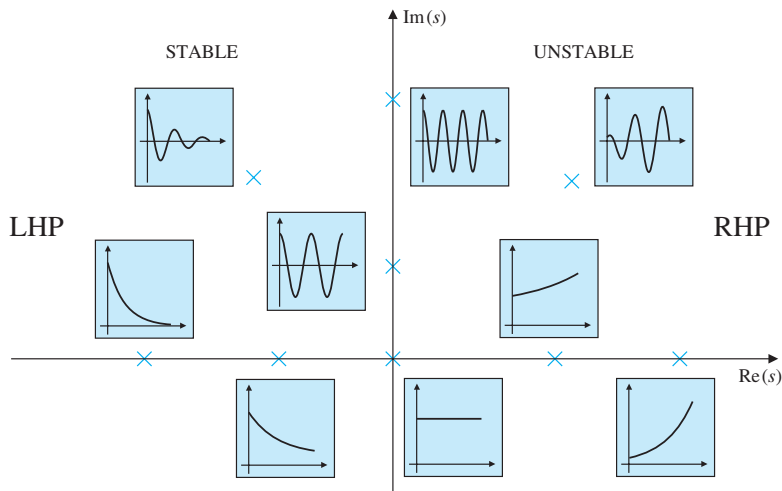 Im(s)
STABLE
UNSTABLE
LHP
RHP
Re(s)